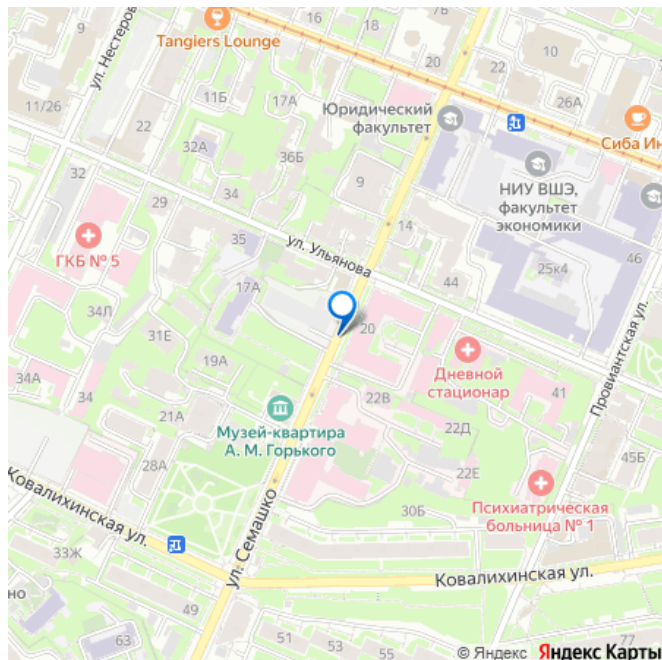 18
7Б
9
Tangiers Lounge
20
22
10
ул. Нестеров
11/26
11Б
17А
Юридический
факультет
26А
Сиба Ин
22
32А
36Б
9
НИУ ВШЭ,
факультет
экономики
32
34
29
14
ул. Ульянова
35
44
46
ГКБ № 5
25к4
17А
34Л
31Е
20
Провиантская ул.
Дневной
стационар
19А
34А
34
22В
41
21А
Музей-квартира
А. М. Горького
22Д
28А
22Е
45Б
Психиатрическая
больница № 1
30Б
Ковалихинская ул.
33Ж
ул. Семашко
Ковалихинская ул.
но
49
63
51
53
55
77
© Яндекс Яндекс Карты